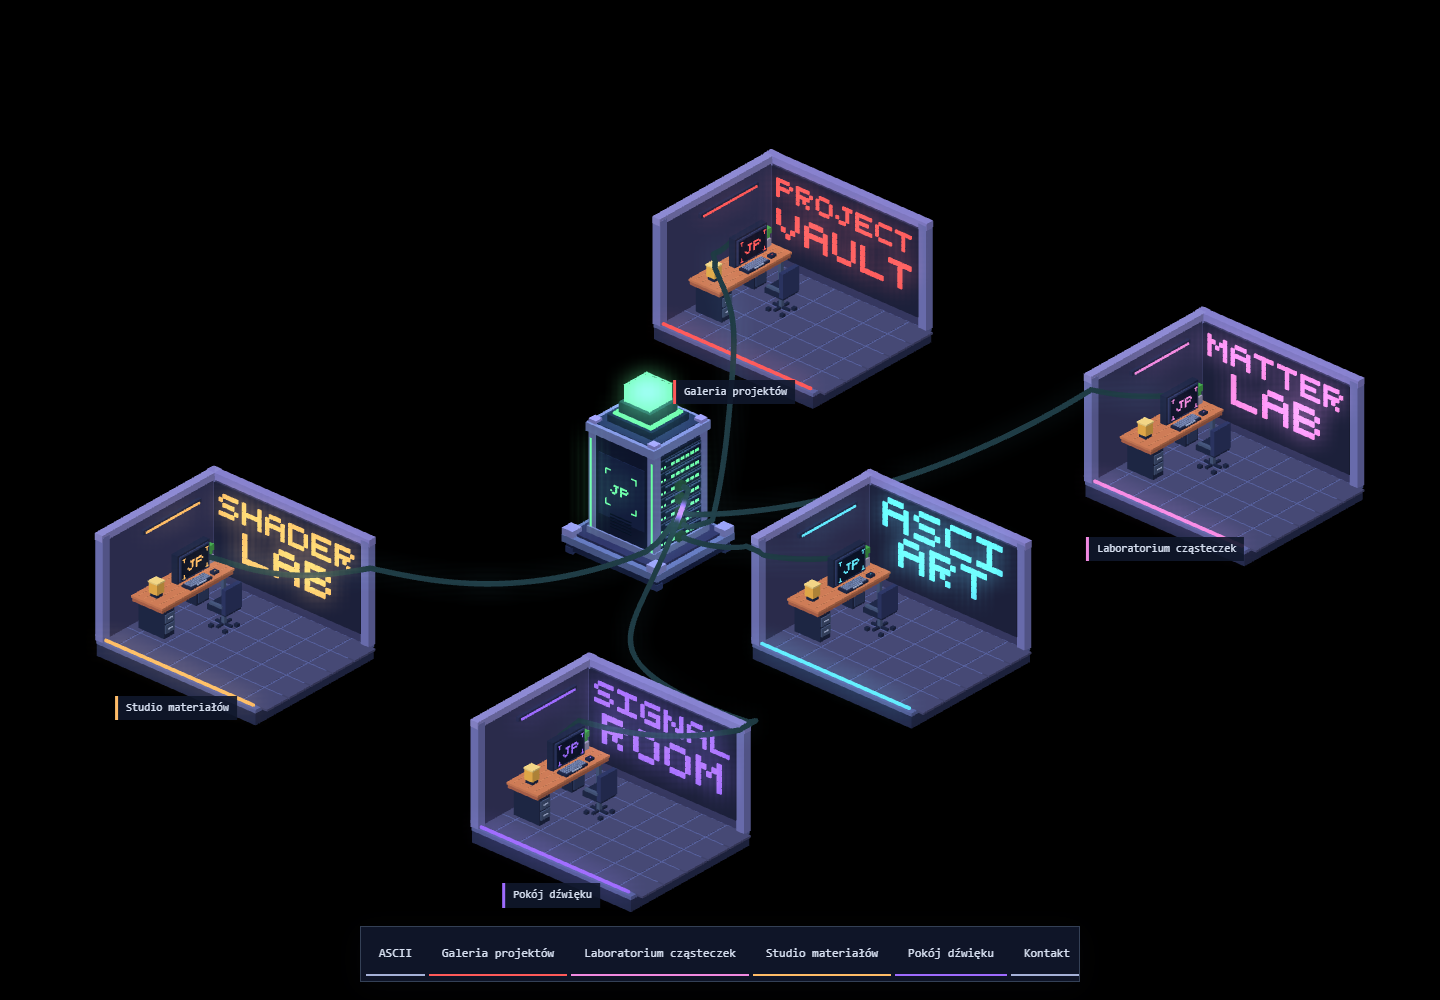 PROJECT
VAULT
JP
Galeria projektów
MATTER
LAB
JP
Laboratorium cząsteczek
JP
SHADER
LAB
JP
Studio materiałów
ASCI
ART
JP
SIGNAL
ROOM
JP
Pokój dźwięku
ASCII Galeria projektów Laboratorium cząsteczek Studio materiałów Pokój dźwięku Kontakt